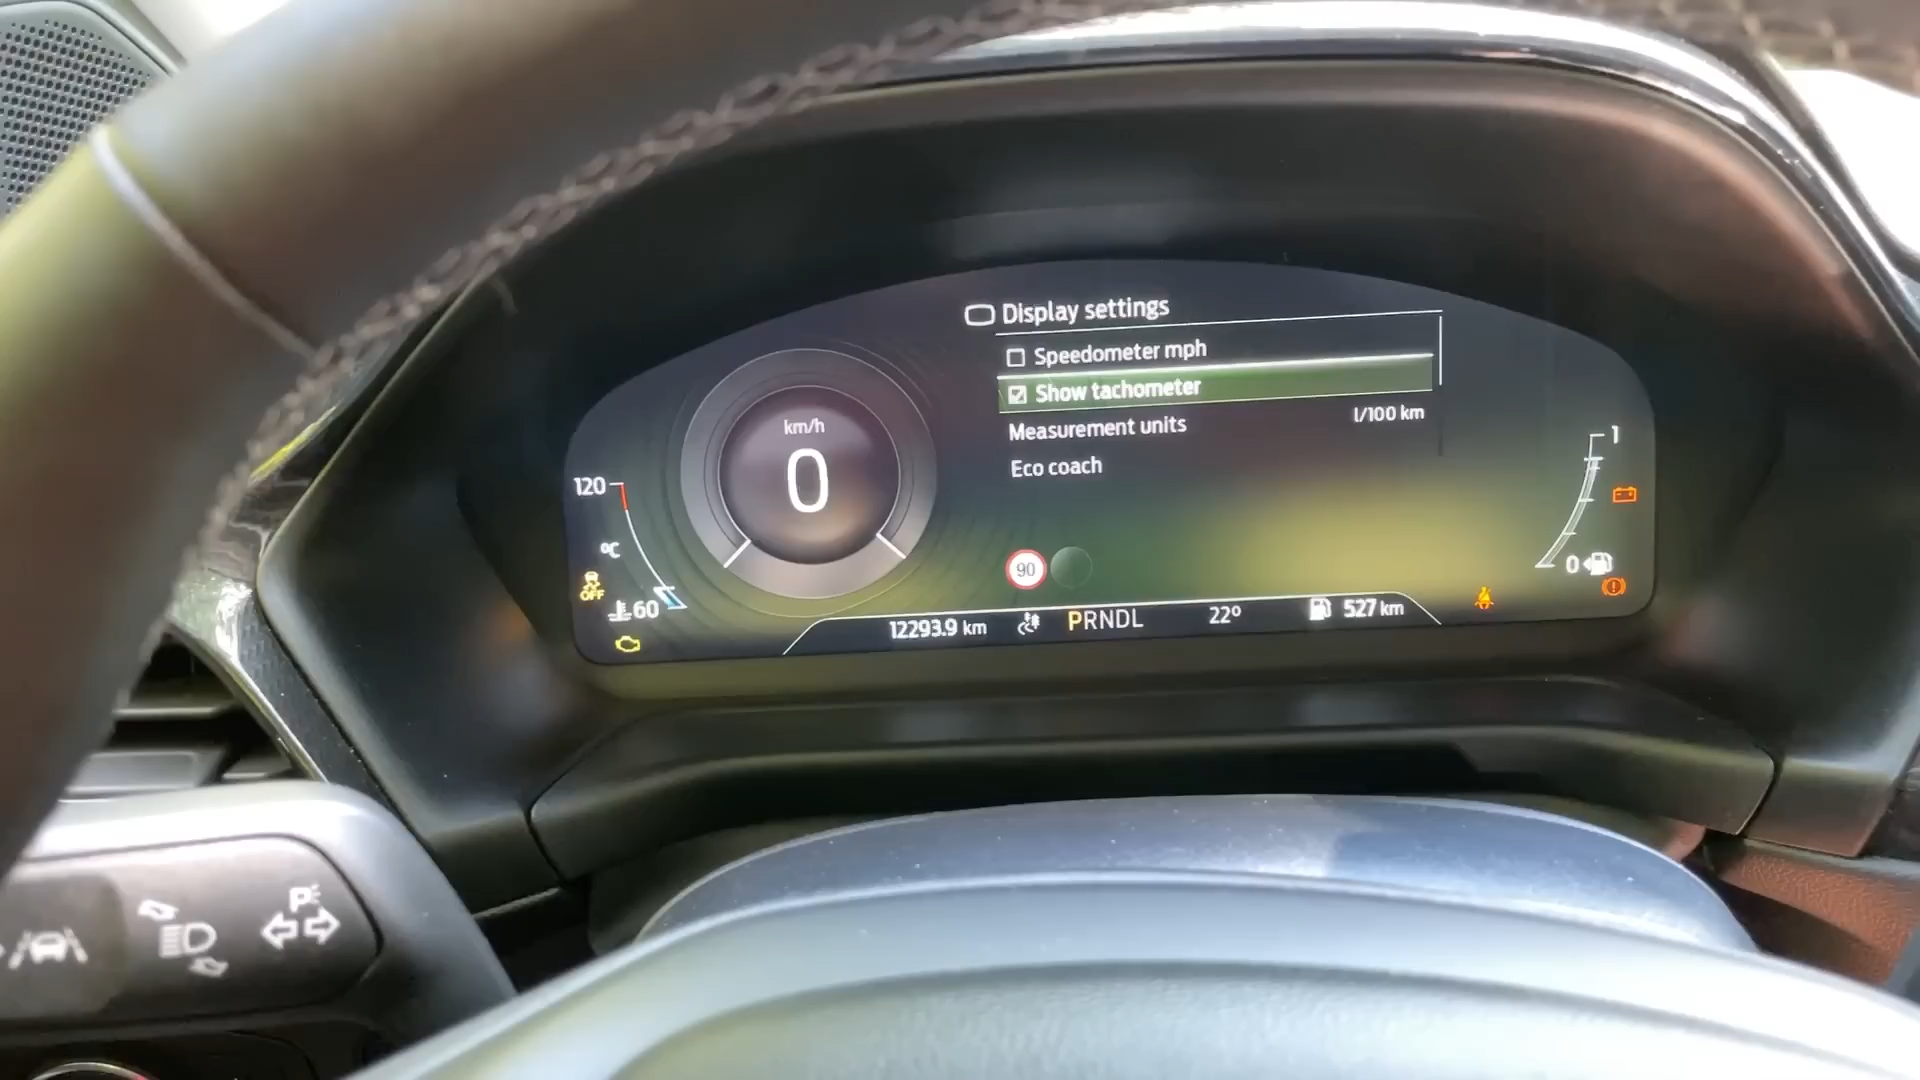 Display settings
Speedometer mph
Show tachometer
Measurement units l/100 km
Eco coach
km/h
0
120
°C
60
OFF
90
1
0
12293.9 km
PRNDL
22°
527 km
P